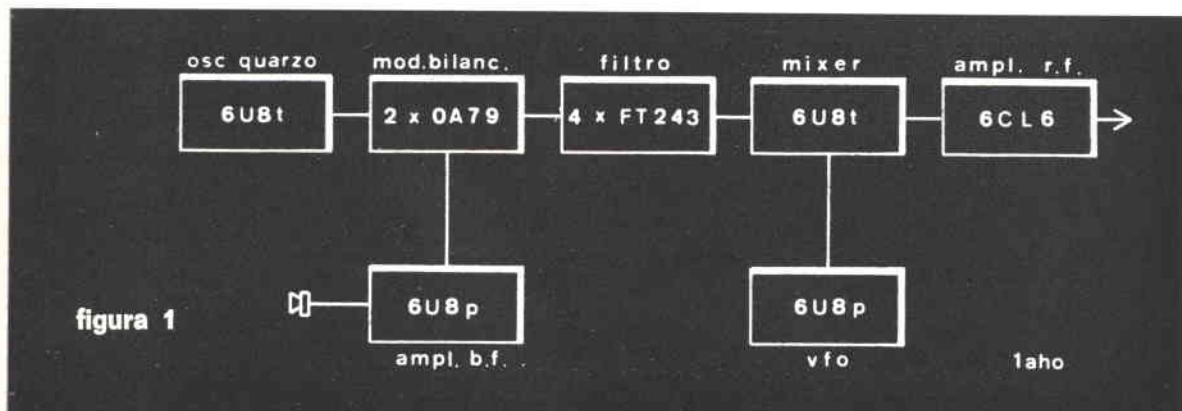 osc quarzo mod.bilanc. filtro mixer ampl. r.f.
6U8t 2 x OA79 4 x FT243 6U8t 6CL6
figura 1 6U8p 6U8p
ampl. b.f. vfo 1aho